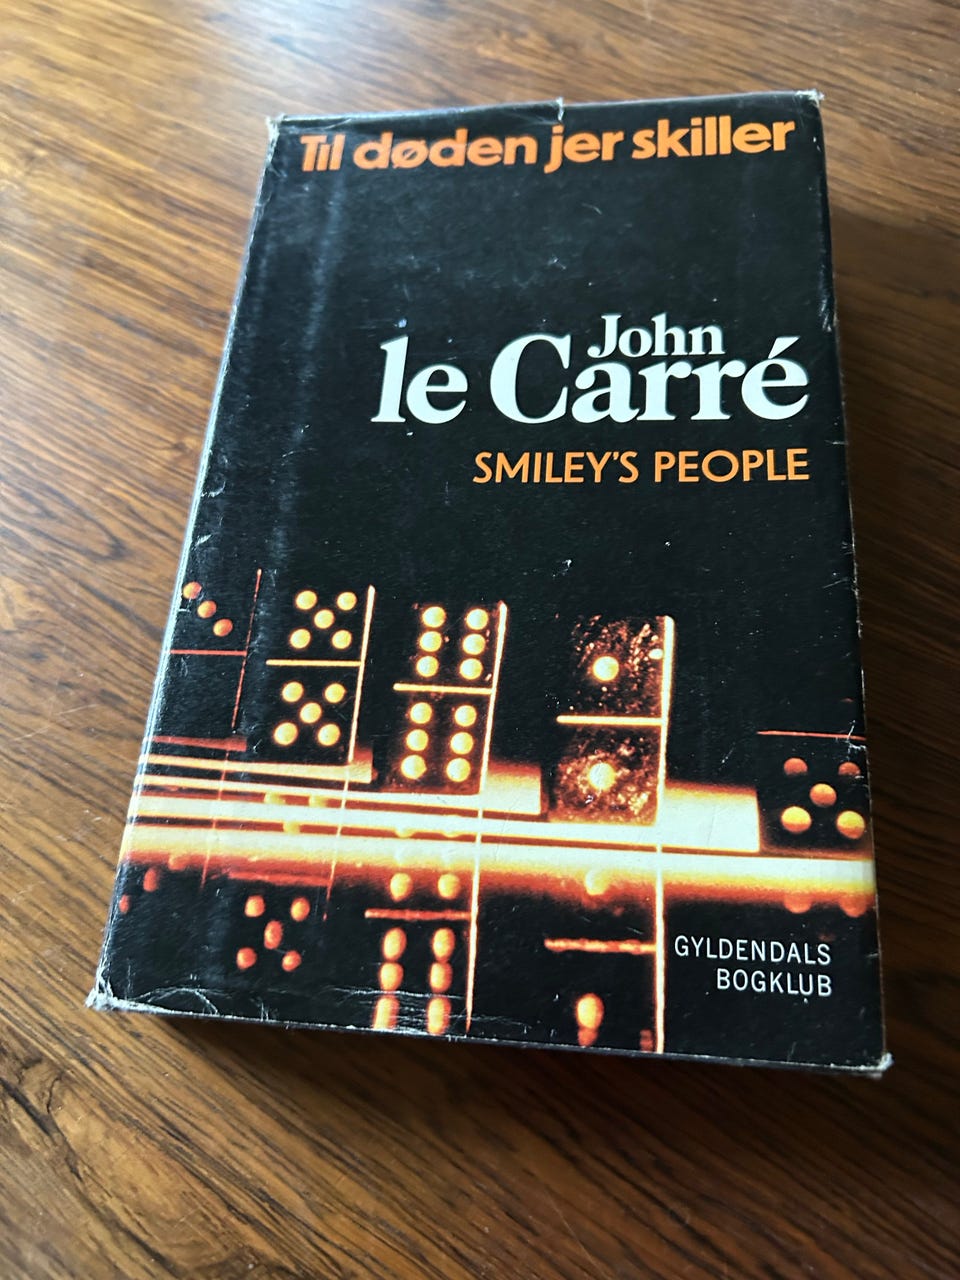 Til døden jer skiller
John
le Carré
SMILEY'S PEOPLE
GYLDENDALS
BOGKLUB